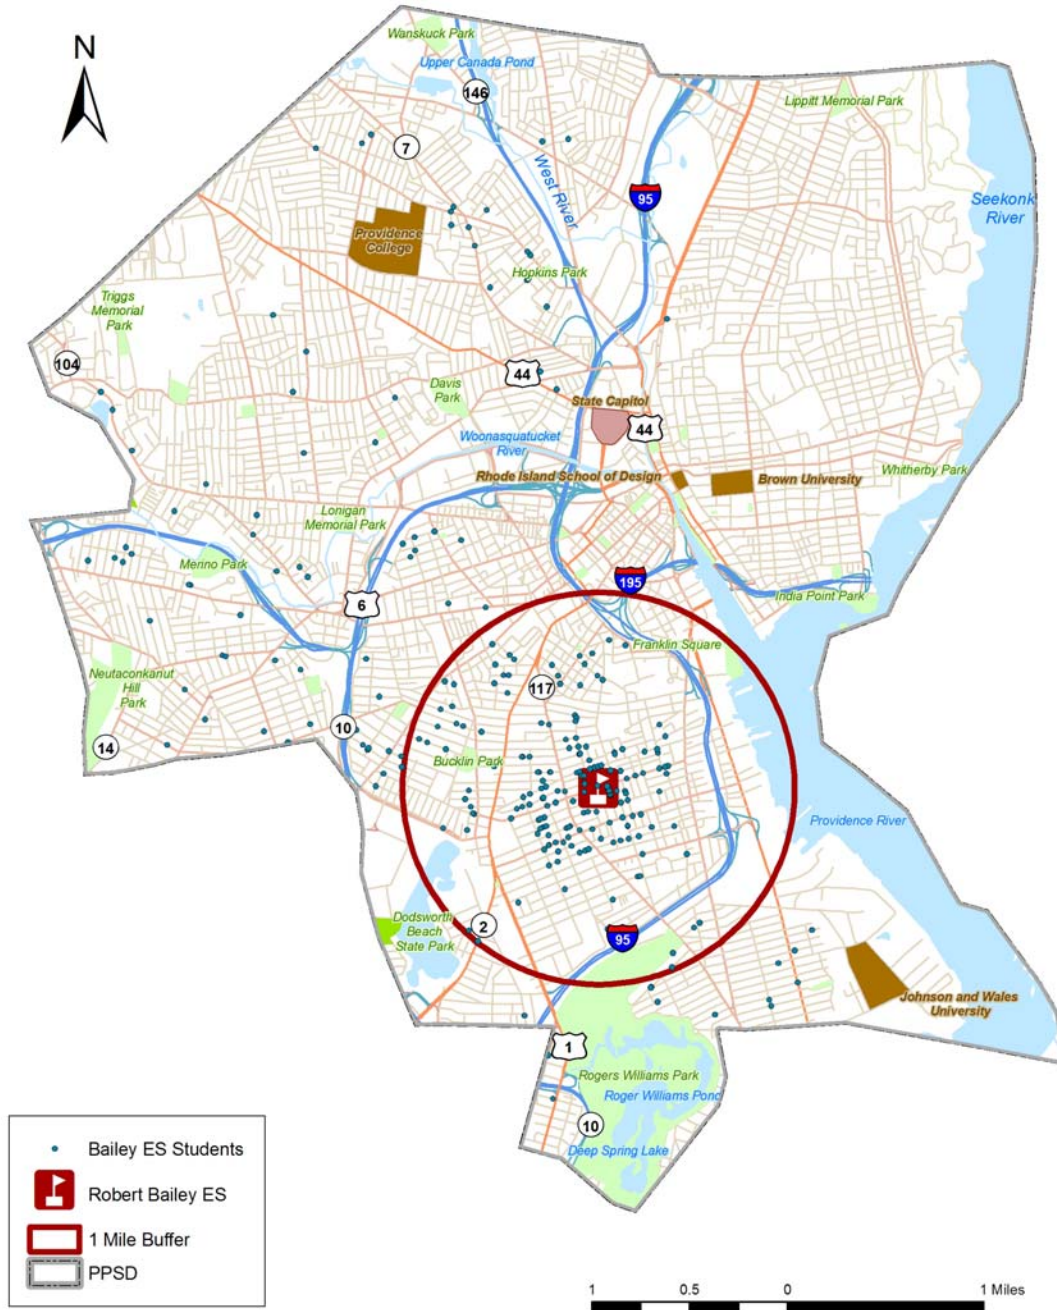 N
Wanskuck Park
Upper Canada Pond
146
Lippitt Memorial Park
7
West River
95
Seekonk
River
Providence
College
Hopkins Park
Triggs
Memorial
Park
104
44
Davis
Park
State Capitol
44
Woonasquatucket
River
Whitherby Park
Rhode Island School of Design
Brown University
Lonigan
Memorial Park
Merino Park
195
India Point Park
6
Franklin Square
Neutaconkanut
Hill
Park
117
10
14
Bucklin Park
Providence River
Dodsworth
Beach
State Park
2
95
Johnson and Wales
University
1
Rogers Williams Park
Roger Williams Pond
10
Deep Spring Lake
Bailey ES Students
Robert Bailey ES
1 Mile Buffer
PPSD
1 0.5 0 1 Miles